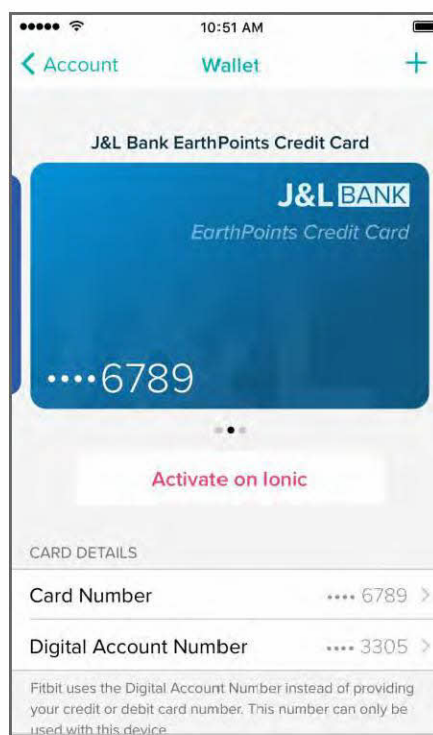 10:51 AM
Account Wallet +
J&L Bank EarthPoints Credit Card
J&L BANK
EarthPoints Credit Card
•••• 6789
Activate on Ionic
CARD DETAILS
Card Number •••• 6789 >
Digital Account Number •••• 3305 >
Fitbit uses the Digital Account Number instead of providing
your credit or debit card number. This number can only be
used with this device